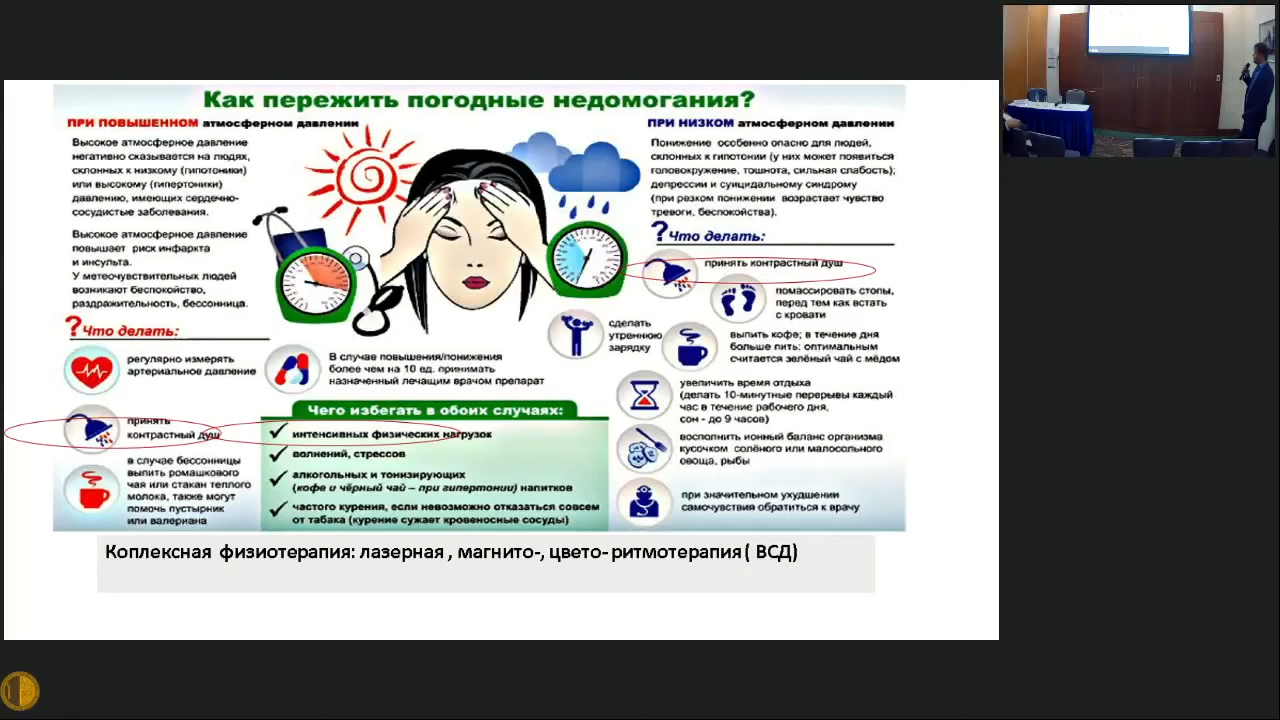 Как пережить погодные недомогания?
ПРИ ПОВЫШЕННОМ атмосферном давлении
Высокое атмосферное давление
негативно сказывается на людях,
склонных к низкому (гипотоники)
или высокому (гипертоники)
давлению, имеющих сердечно-
сосудистые заболевания.
Высокое атмосферное давление
повышает риск инфаркта
и инсульта.
У метеочувствительных людей
возникают беспокойство,
раздражительность, бессонница.
?Что делать:
регулярно измерять
артериальное давление
принять
контрастный душ
в случае бессонницы
выпить ромашкового
чая или стакан теплого
молока, также могут
помочь пустырник
или валериана
В случае повышения/понижения
более чем на 10 ед. принимать
назначенный лечащим врачом препарат
Чего избегать в обоих случаях:
интенсивных физических нагрузок
волнений, стрессов
алкогольных и тонизирующих
(кофе и чёрный чай – при гипертонии) напитков
частого курения, если невозможно отказаться совсем
от табака (курение сужает кровеносные сосуды)
ПРИ НИЗКОМ атмосферном давлении
Понижение особенно опасно для людей,
склонных к гипотонии (у них может появиться
головокружение, тошнота, сильная слабость);
депрессии и суицидальному синдрому
(при резком понижении возрастает чувство
тревоги, беспокойства).
?Что делать:
принять контрастный душ
помассировать стопы,
перед тем как встать
с кровати
сделать
утреннюю
зарядку
выпить кофе; в течение дня
больше пить: оптимальным
считается зелёный чай с мёдом
увеличить время отдыха
(делать 10-минутные перерывы каждый
час в течение рабочего дня,
сон - до 9 часов)
восполнить ионный баланс организма
кусочком солёного или малосольного
овоща, рыбы
при значительном ухудшении
самочувствия обратиться к врачу
Коплексная физиотерапия: лазерная , магнито-, цвето- ритмотерапия ( ВСД)